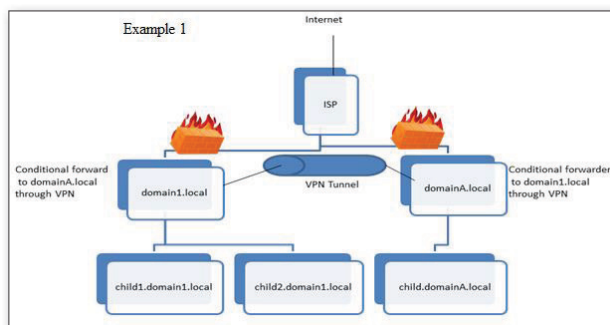 Example 1
Internet
ISP
Conditional forward
to domainA.local
through VPN
domain1.local
VPN Tunnel
domainA.local
Conditional forwarder
to domain1.local
through VPN
child1.domain1.local
child2.domain1.local
child.domainA.local